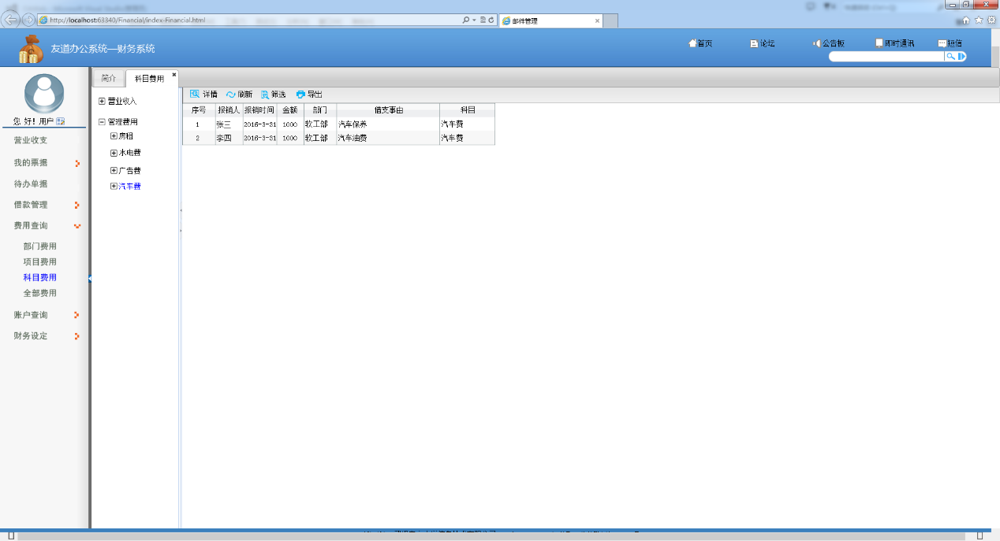 http://localhost:63340/Financial/index-Financial.html
邮件管理
友道办公系统—财务系统
首页 论坛 公告板 即时通讯 短信
简介 科目费用
您 好! 用户
营业收支
我的票据
待办单据
借款管理
费用查询
部门费用
项目费用
科目费用
全部费用
账户查询
财务设定
营业收入
管理费用
房租
水电费
广告费
汽车费
详情 刷新 筛选 导出
序号 报销人 报销时间 金额 部门 借支事由 科目
1 张三 2016-3-31 1000 软工部 汽车保养 汽车费
2 李四 2016-3-31 1000 软工部 汽车油费 汽车费